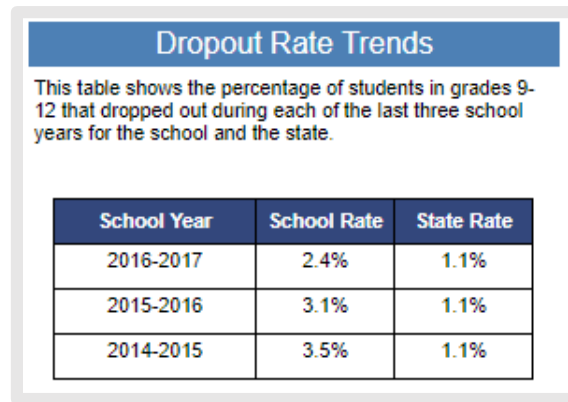 Dropout Rate Trends
This table shows the percentage of students in grades 9-
12 that dropped out during each of the last three school
years for the school and the state.
School Year School Rate State Rate
2016-2017 2.4% 1.1%
2015-2016 3.1% 1.1%
2014-2015 3.5% 1.1%